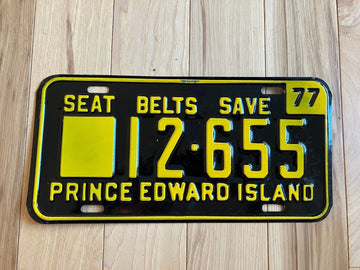 SEAT BELTS SAVE 77
12·655
PRINCE EDWARD ISLAND